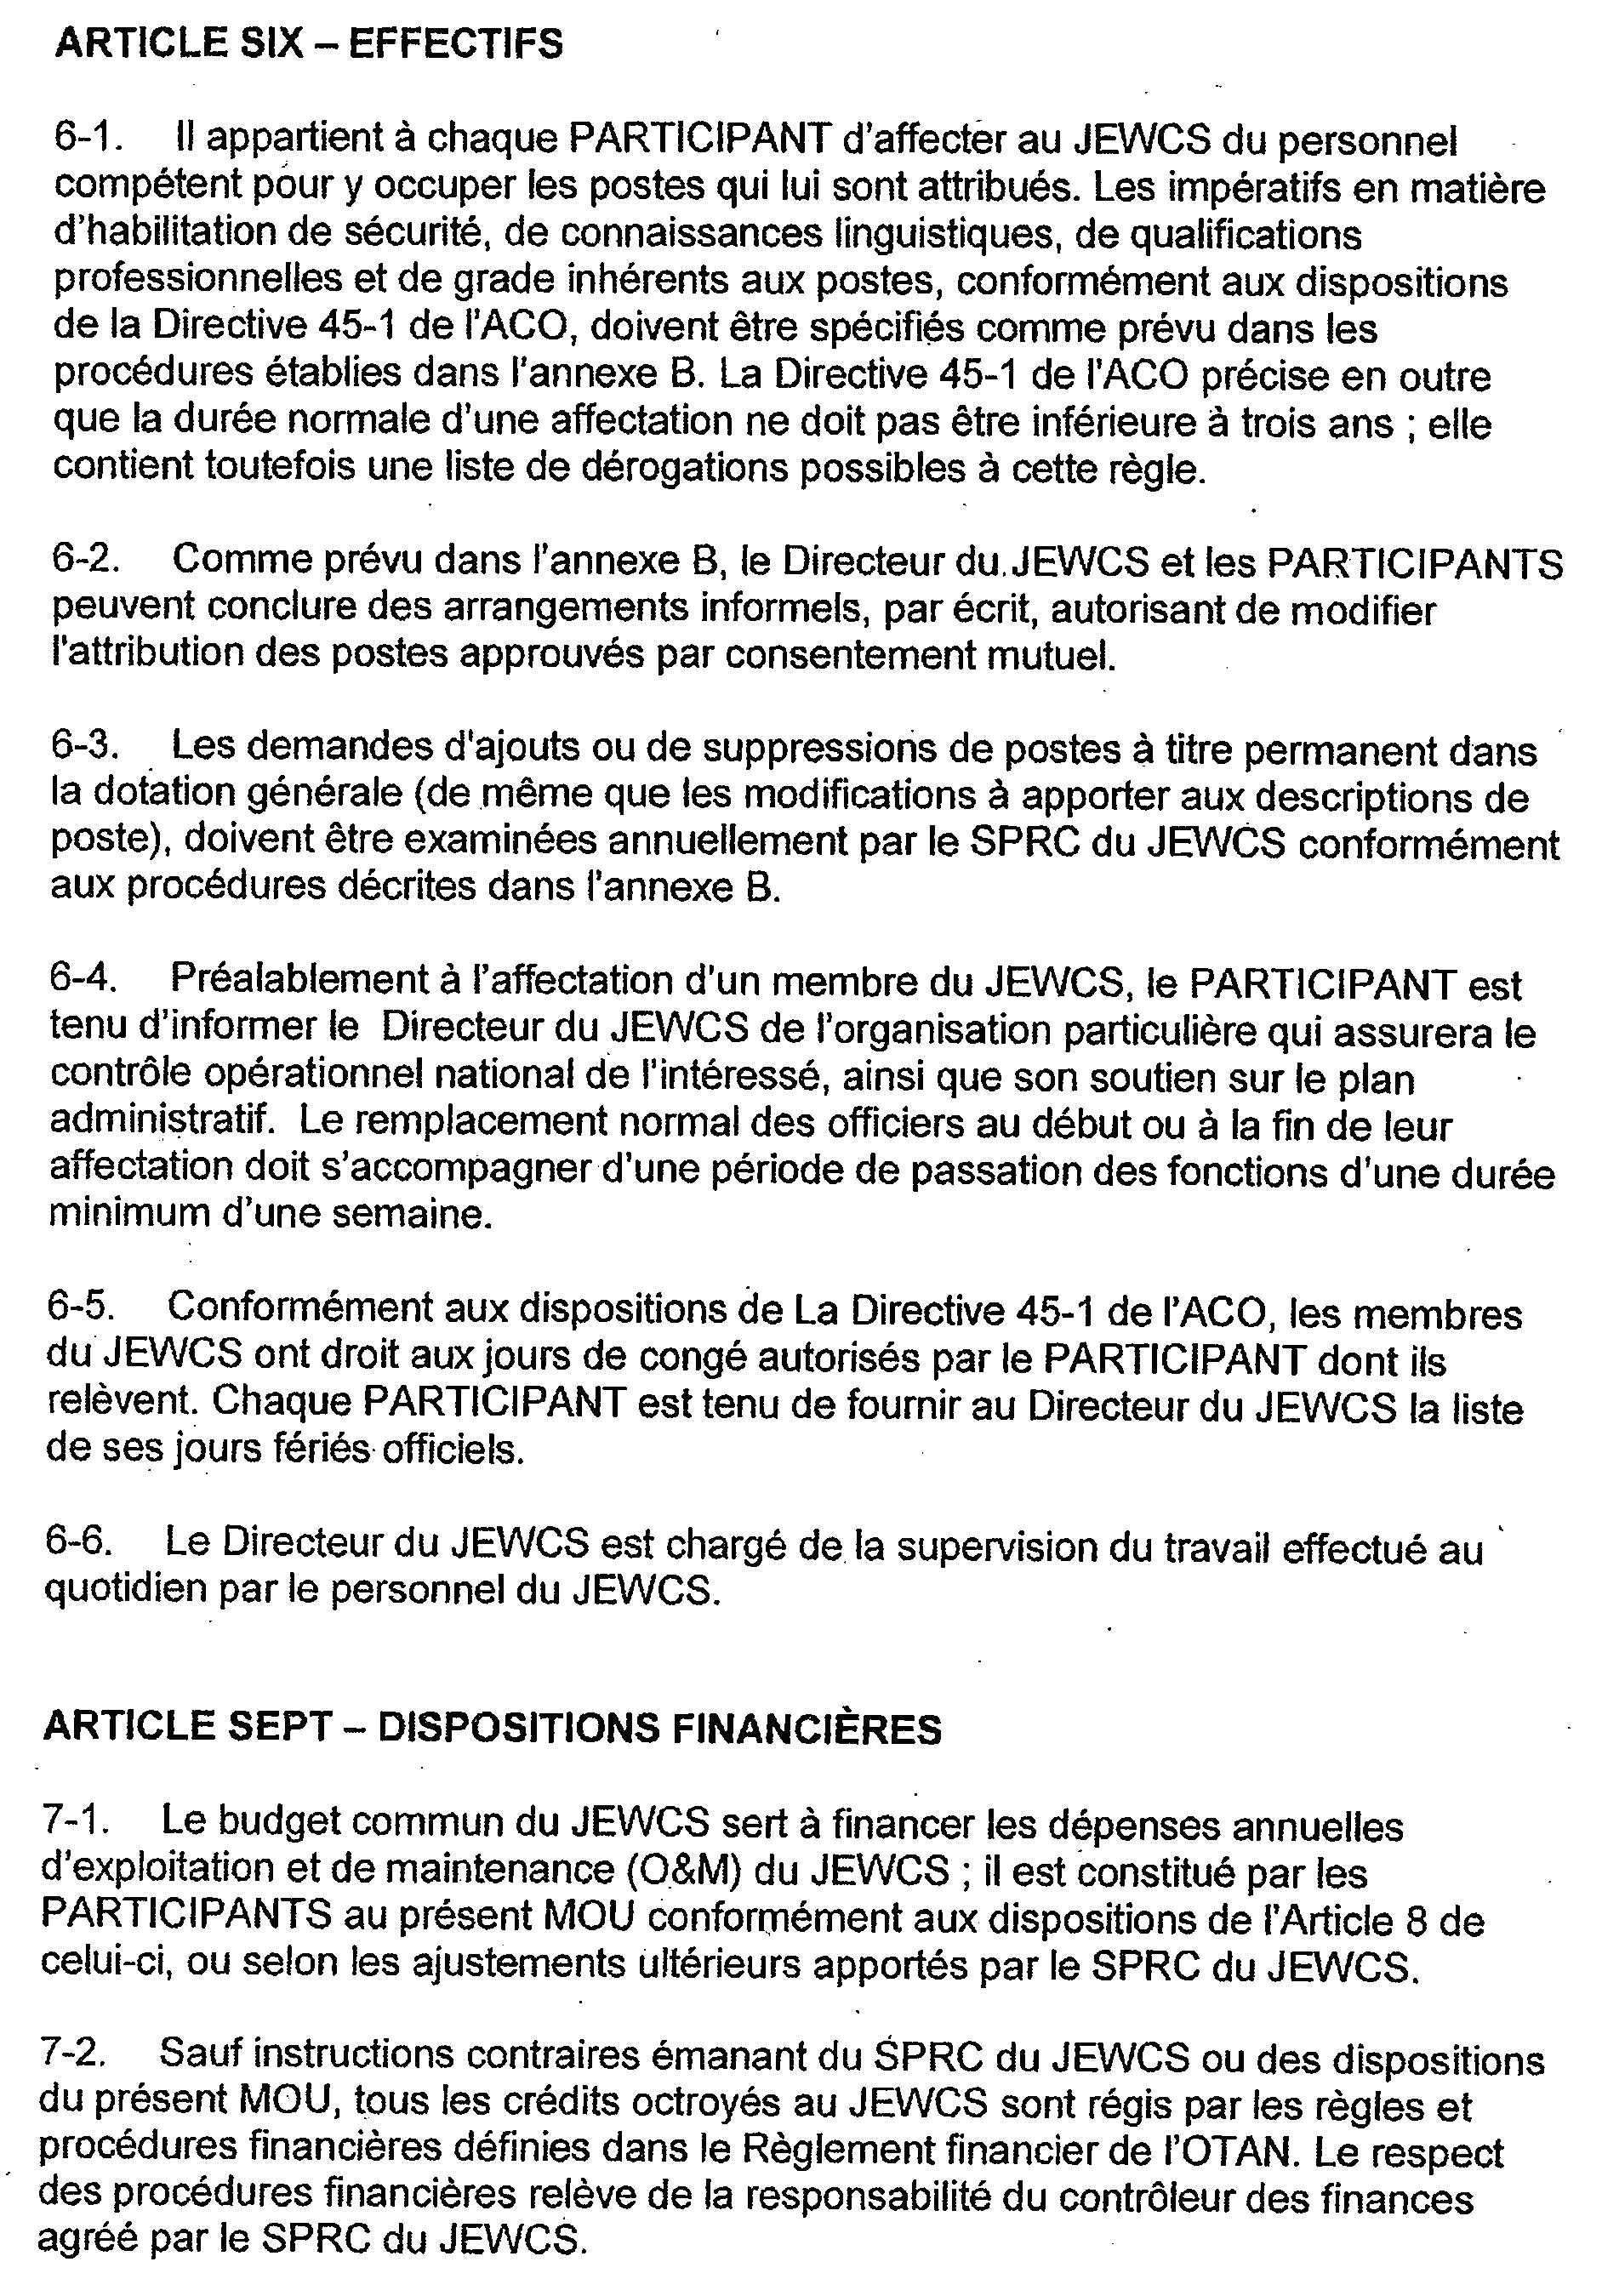 ARTICLE SIX – EFFECTIFS
6-1. Il appartient à chaque PARTICIPANT d'affecter au JEWCS du personnel
compétent pour y occuper les postes qui lui sont attribués. Les impératifs en matière
d'habilitation de sécurité, de connaissances linguistiques, de qualifications
professionnelles et de grade inhérents aux postes, conformément aux dispositions
de la Directive 45-1 de l'ACO, doivent être spécifiés comme prévu dans les
procédures établies dans l'annexe B. La Directive 45-1 de l'ACO précise en outre
que la durée normale d'une affectation ne doit pas être inférieure à trois ans ; elle
contient toutefois une liste de dérogations possibles à cette règle.
6-2. Comme prévu dans l'annexe B, le Directeur du JEWCS et les PARTICIPANTS
peuvent conclure des arrangements informels, par écrit, autorisant de modifier
l'attribution des postes approuvés par consentement mutuel.
6-3. Les demandes d'ajouts ou de suppressions de postes à titre permanent dans
la dotation générale (de même que les modifications à apporter aux descriptions de
poste), doivent être examinées annuellement par le SPRC du JEWCS conformément
aux procédures décrites dans l'annexe B.
6-4. Préalablement à l'affectation d'un membre du JEWCS, le PARTICIPANT est
tenu d'informer le Directeur du JEWCS de l'organisation particulière qui assurera le
contrôle opérationnel national de l'intéressé, ainsi que son soutien sur le plan
administratif. Le remplacement normal des officiers au début ou à la fin de leur
affectation doit s'accompagner d'une période de passation des fonctions d'une durée
minimum d'une semaine.
6-5. Conformément aux dispositions de La Directive 45-1 de l'ACO, les membres
du JEWCS ont droit aux jours de congé autorisés par le PARTICIPANT dont ils
relèvent. Chaque PARTICIPANT est tenu de fournir au Directeur du JEWCS la liste
de ses jours fériés officiels.
6-6. Le Directeur du JEWCS est chargé de la supervision du travail effectué au
quotidien par le personnel du JEWCS.
ARTICLE SEPT – DISPOSITIONS FINANCIÈRES
7-1. Le budget commun du JEWCS sert à financer les dépenses annuelles
d'exploitation et de maintenance (O&M) du JEWCS ; il est constitué par les
PARTICIPANTS au présent MOU conformément aux dispositions de l'Article 8 de
celui-ci, ou selon les ajustements ultérieurs apportés par le SPRC du JEWCS.
7-2. Sauf instructions contraires émanant du SPRC du JEWCS ou des dispositions
du présent MOU, tous les crédits octroyés au JEWCS sont régis par les règles et
procédures financières définies dans le Règlement financier de l'OTAN. Le respect
des procédures financières relève de la responsabilité du contrôleur des finances
agréé par le SPRC du JEWCS.